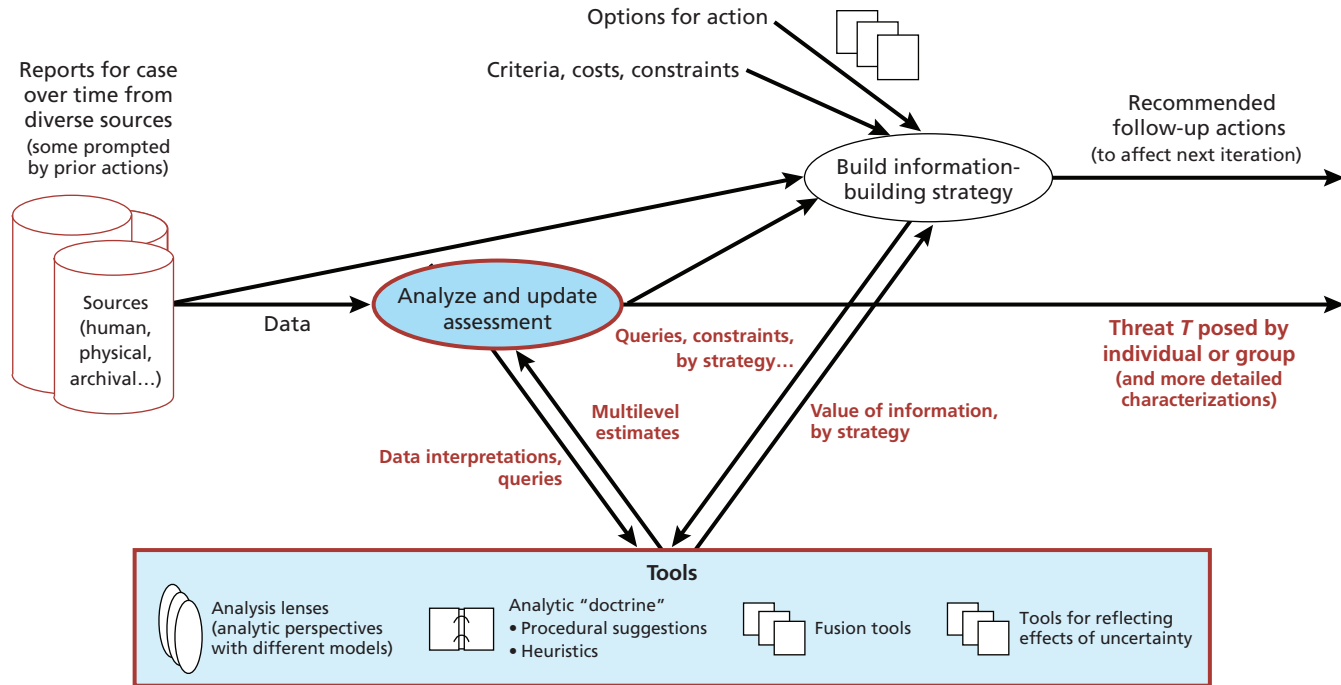 Options for action
Criteria, costs, constraints
Reports for case
over time from
diverse sources
(some prompted
by prior actions)
Recommended
follow-up actions
(to affect next iteration)
Build information-
building strategy
Sources
(human,
physical,
archival…)
Data
Analyze and update
assessment
Queries, constraints,
by strategy…
Threat T posed by
individual or group
(and more detailed
characterizations)
Multilevel
estimates
Value of information,
by strategy
Data interpretations,
queries
Tools
Analysis lenses
(analytic perspectives
with different models)
Analytic “doctrine”
• Procedural suggestions
• Heuristics
Fusion tools
Tools for reflecting
effects of uncertainty